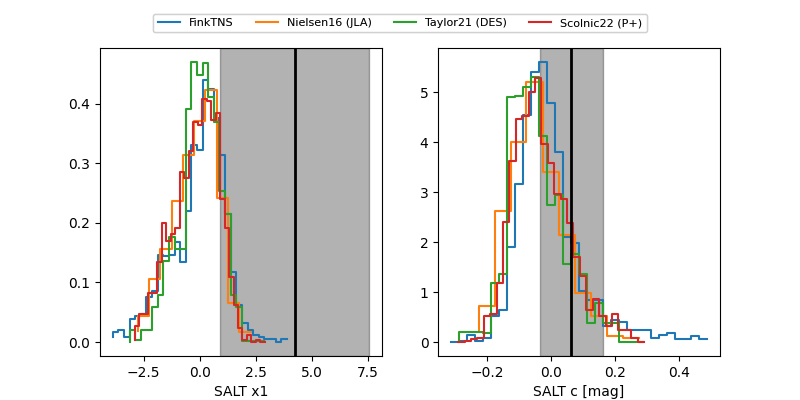 FinkTNS Nielsen16 (JLA) Taylor21 (DES) Scolnic22 (P+)
0.4
0.3
0.2
0.1
0.0
−2.5 0.0 2.5 5.0 7.5
SALT x1
5
4
3
2
1
0
−0.2 0.0 0.2 0.4
SALT c [mag]